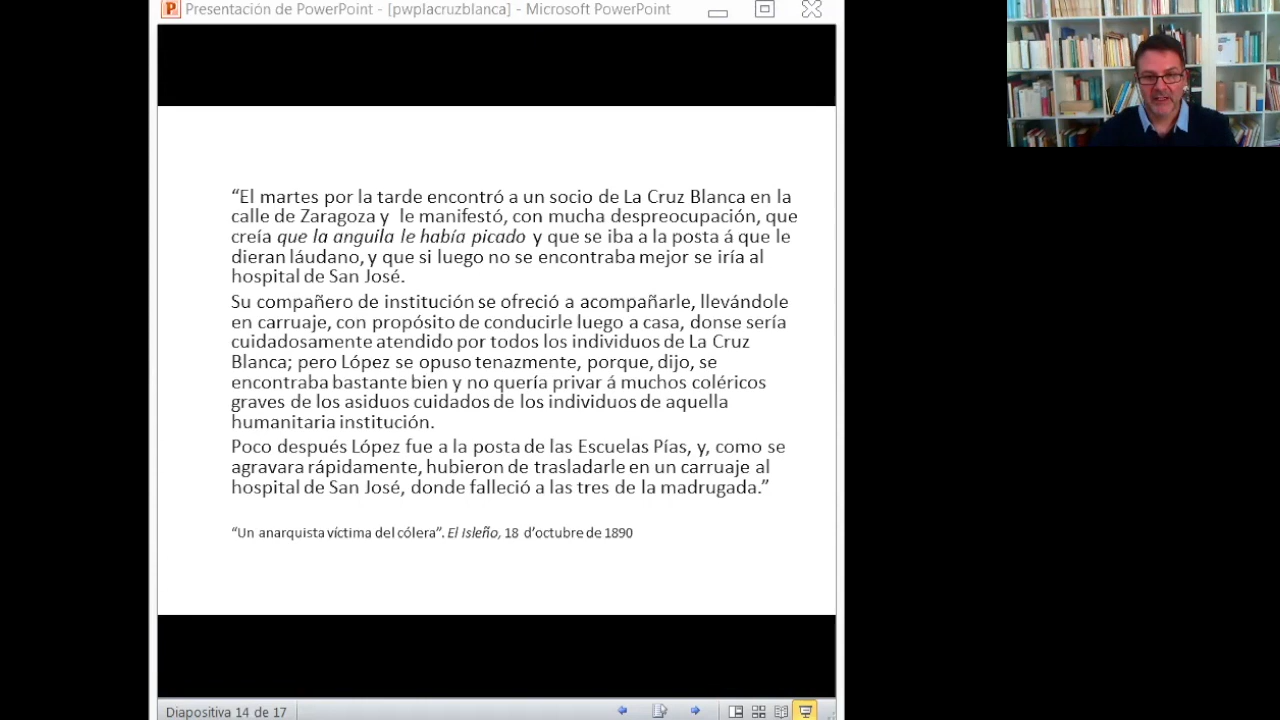 Presentación de PowerPoint - [pwplacruzblanca] - Microsoft PowerPoint
“El martes por la tarde encontró a un socio de La Cruz Blanca en la
calle de Zaragoza y le manifestó, con mucha despreocupación, que
creía que la anguila le había picado y que se iba a la posta á que le
dieran láudano, y que si luego no se encontraba mejor se iría al
hospital de San José.
Su compañero de institución se ofreció a acompañarle, llevándole
en carruaje, con propósito de conducirle luego a casa, donse sería
cuidadosamente atendido por todos los individuos de La Cruz
Blanca; pero López se opuso tenazmente, porque, dijo, se
encontraba bastante bien y no quería privar á muchos coléricos
graves de los asiduos cuidados de los individuos de aquella
humanitaria institución.
Poco después López fue a la posta de las Escuelas Pías, y, como se
agravara rápidamente, hubieron de trasladarle en un carruaje al
hospital de San José, donde falleció a las tres de la madrugada.”
“Un anarquista víctima del cólera”. El Isleño, 18 d’octubre de 1890
Diapositiva 14 de 17